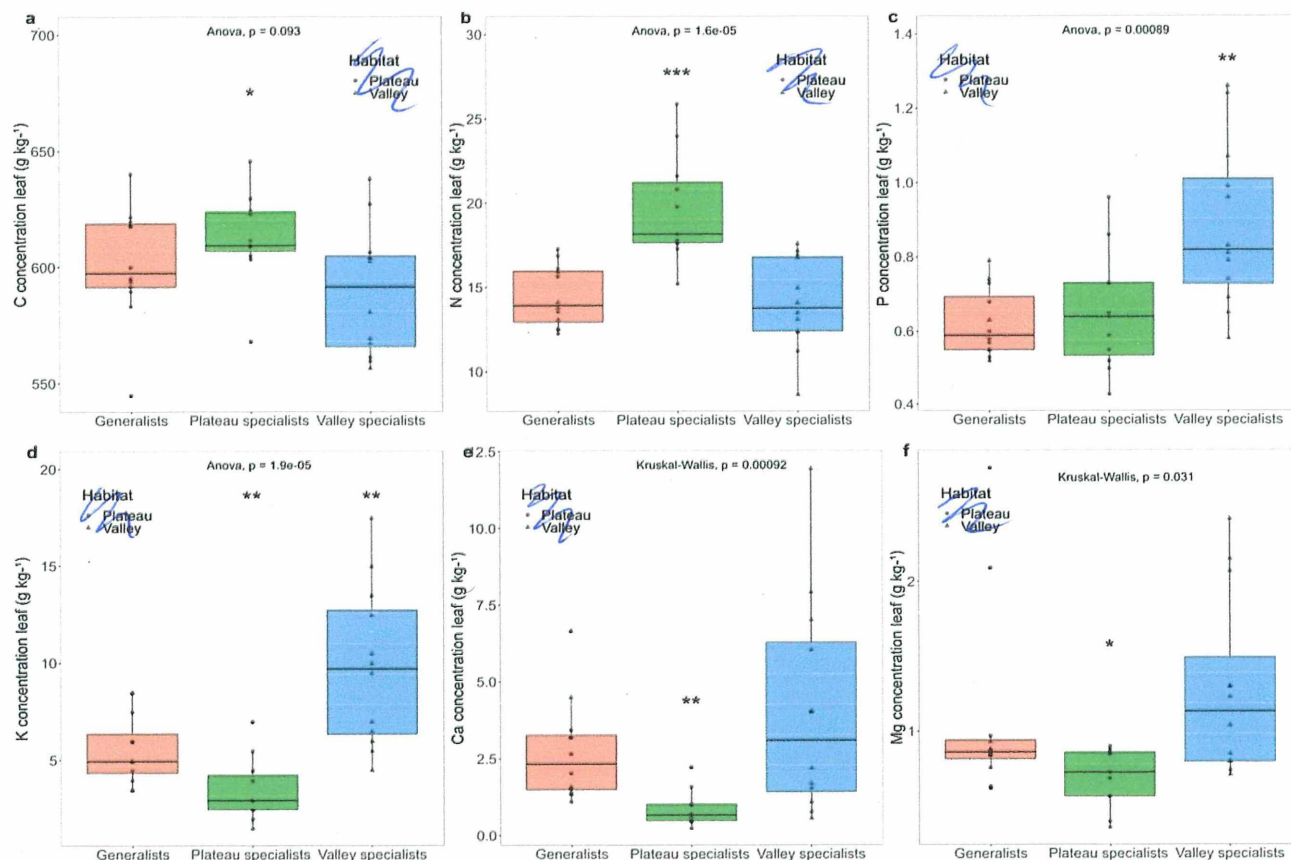 a
Anova, p = 0.093
700
650
600
550
C concentration leaf (g kg-¹)
*
Habitat
Plateau
Valley
Generalists Plateau specialists Valley specialists
b
Anova, p = 1.6e-05
30
25
20
15
10
N concentration leaf (g kg-¹)
***
Habitat
Plateau
Valley
Generalists Plateau specialists Valley specialists
c
Anova, p = 0.00089
1.4
1.2
1.0
0.8
0.6
0.4
P concentration leaf (g kg-¹)
Habitat
Plateau
Valley
**
Generalists Plateau specialists Valley specialists
d
Anova, p = 1.9e-05
20
15
10
5
K concentration leaf (g kg-¹)
Habitat
Plateau
Valley
** **
Generalists Plateau specialists Valley specialists
e
Kruskal-Wallis, p = 0.00092
12.5
10.0
7.5
5.0
2.5
0.0
Ca concentration leaf (g kg-¹)
Habitat
Plateau
Valley
**
Generalists Plateau specialists Valley specialists
f
Kruskal-Wallis, p = 0.031
2
1
Mg concentration leaf (g kg-¹)
Habitat
Plateau
Valley
*
Generalists Plateau specialists Valley specialists